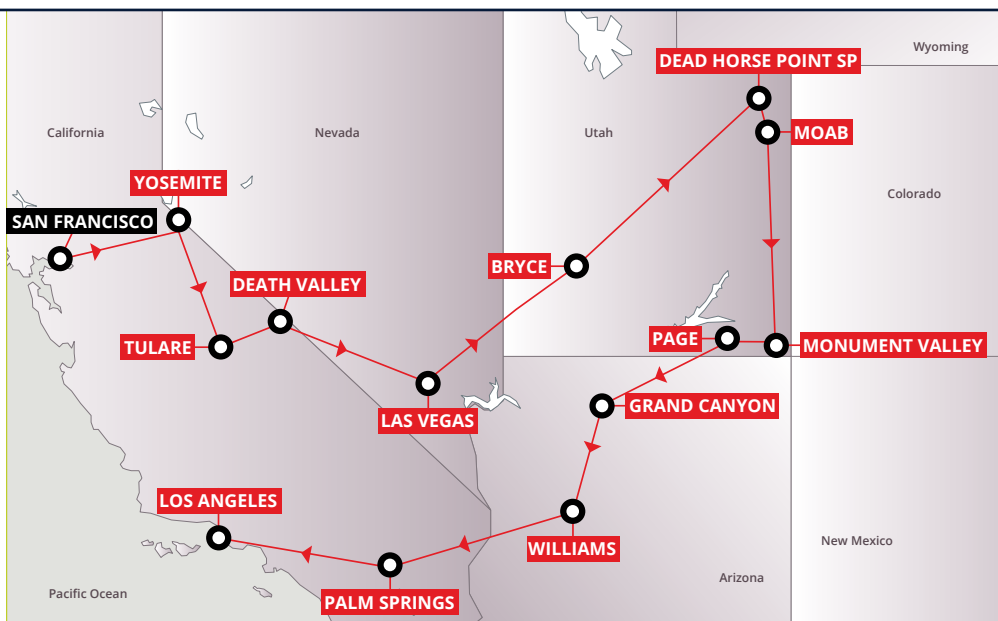 Wyoming
DEAD HORSE POINT SP
California
Nevada
Utah
MOAB
YOSEMITE
Colorado
SAN FRANCISCO
BRYCE
DEATH VALLEY
PAGE
MONUMENT VALLEY
TULARE
GRAND CANYON
LAS VEGAS
LOS ANGELES
New Mexico
WILLIAMS
Arizona
Pacific Ocean
PALM SPRINGS